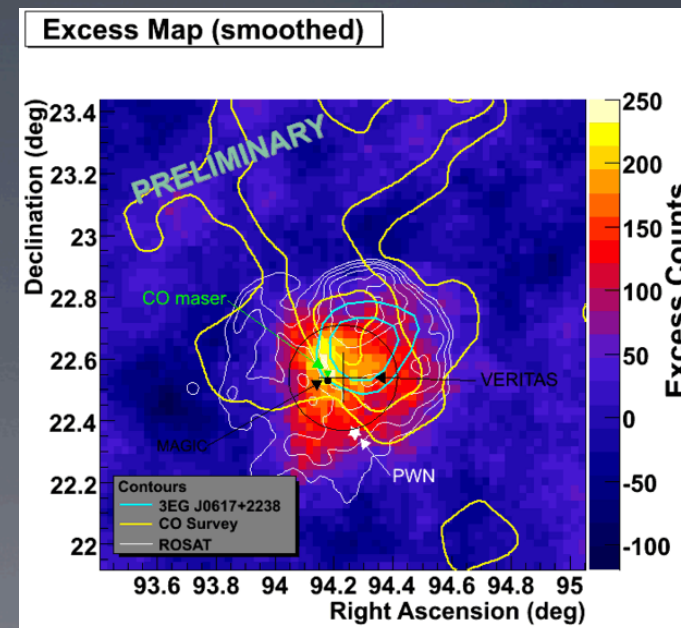 Excess Map (smoothed)
PRELIMINARY
Declination (deg)
23.4
23.2
23
22.8
22.6
22.4
22.2
22
CO maser
VERITAS
MAGIC
PWN
Contours
3EG J0617+2238
CO Survey
ROSAT
93.6 93.8 94 94.2 94.4 94.6 94.8 95
Right Ascension (deg)
250
200
150
100
50
0
-50
-100
Excess Counts